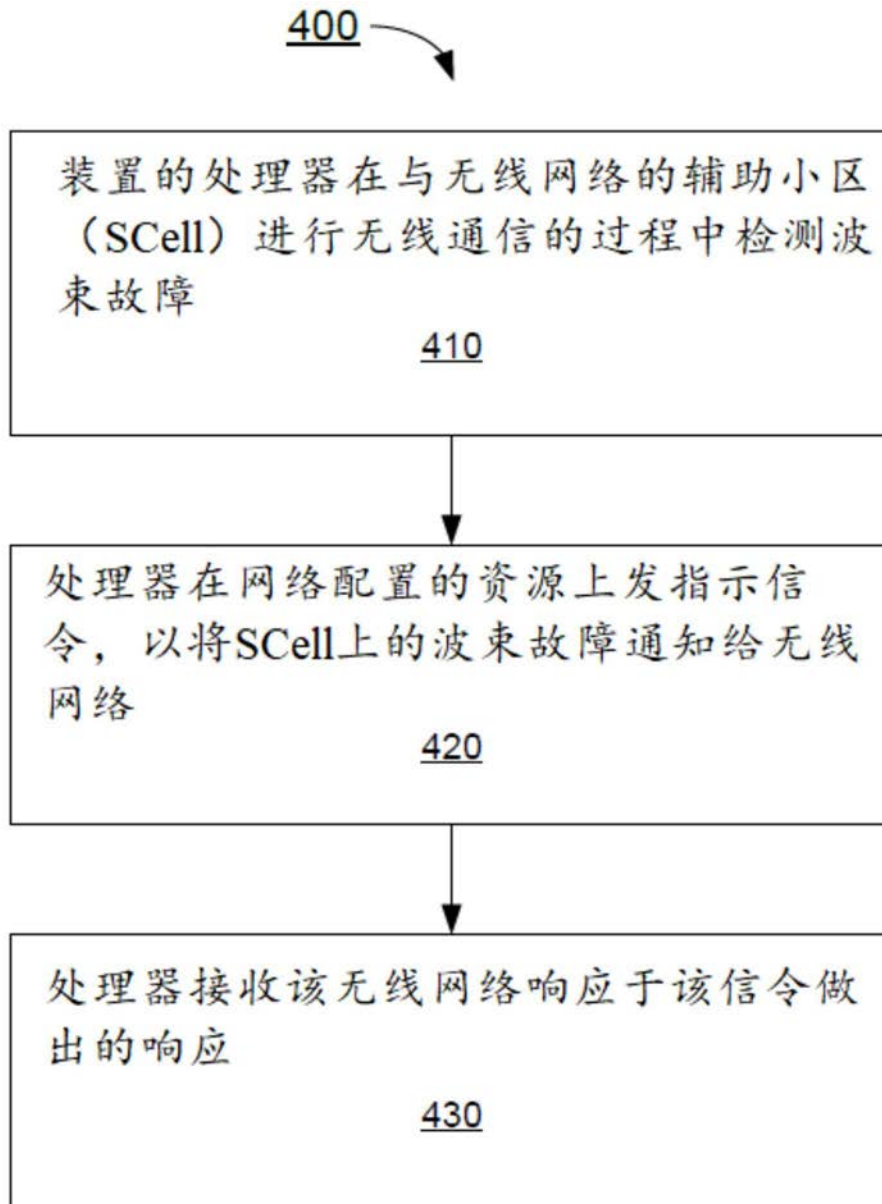 400
装置的处理器在与无线网络的辅助小区
（SCell）进行无线通信的过程中检测波
束故障
410
处理器在网络配置的资源上发指示信
令，以将SCell上的波束故障通知给无线
网络
420
处理器接收该无线网络响应于该信令做
出的响应
430